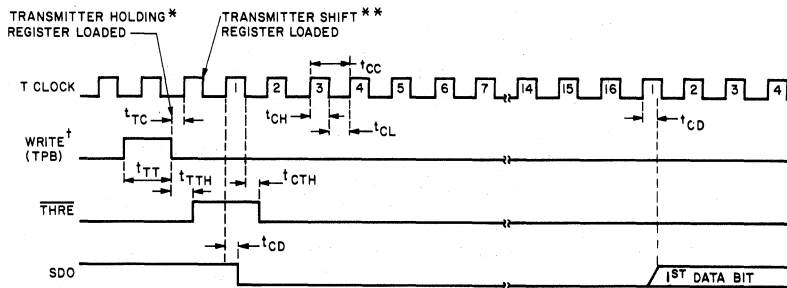 TRANSMITTER HOLDING*
REGISTER LOADED
TRANSMITTER SHIFT**
REGISTER LOADED
T CLOCK
1 2 3 4 5 6 7 14 15 16 1 2 3 4
tCC
tTC
tCH
tCL
tCD
WRITE†
(TPB)
tTT
tTTH
tCTH
THRE
tCD
SDO
1ST DATA BIT